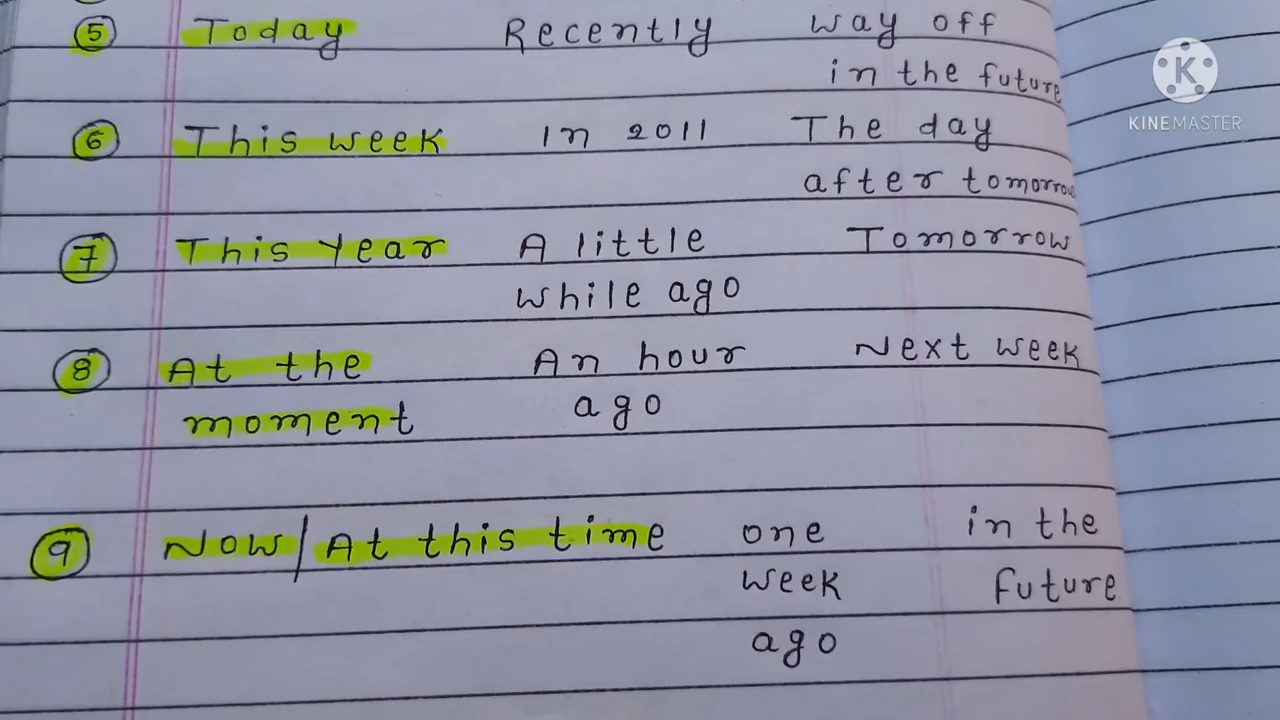 5 Today Recently way off
in the future
6 This week In 2011 The day
after tomorrow
7 This year A little Tomorrow
while ago
8 At the An hour Next week
moment ago
9 Now/At this time one in the
week future
ago
K
KINEMASTER